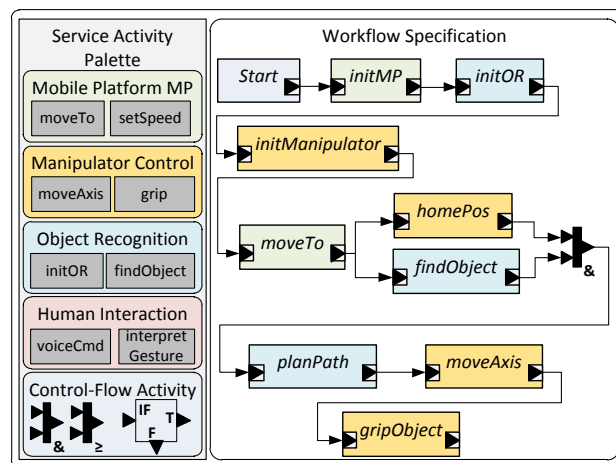 Service Activity
Palette
Mobile Platform MP
moveTo
setSpeed
Manipulator Control
moveAxis
grip
Object Recognition
initOR
findObject
Human Interaction
voiceCmd
interpret
Gesture
Control-Flow Activity
&
≥
IF
T
F
Workflow Specification
Start
initMP
initOR
initManipulator
moveTo
homePos
findObject
&
planPath
moveAxis
gripObject